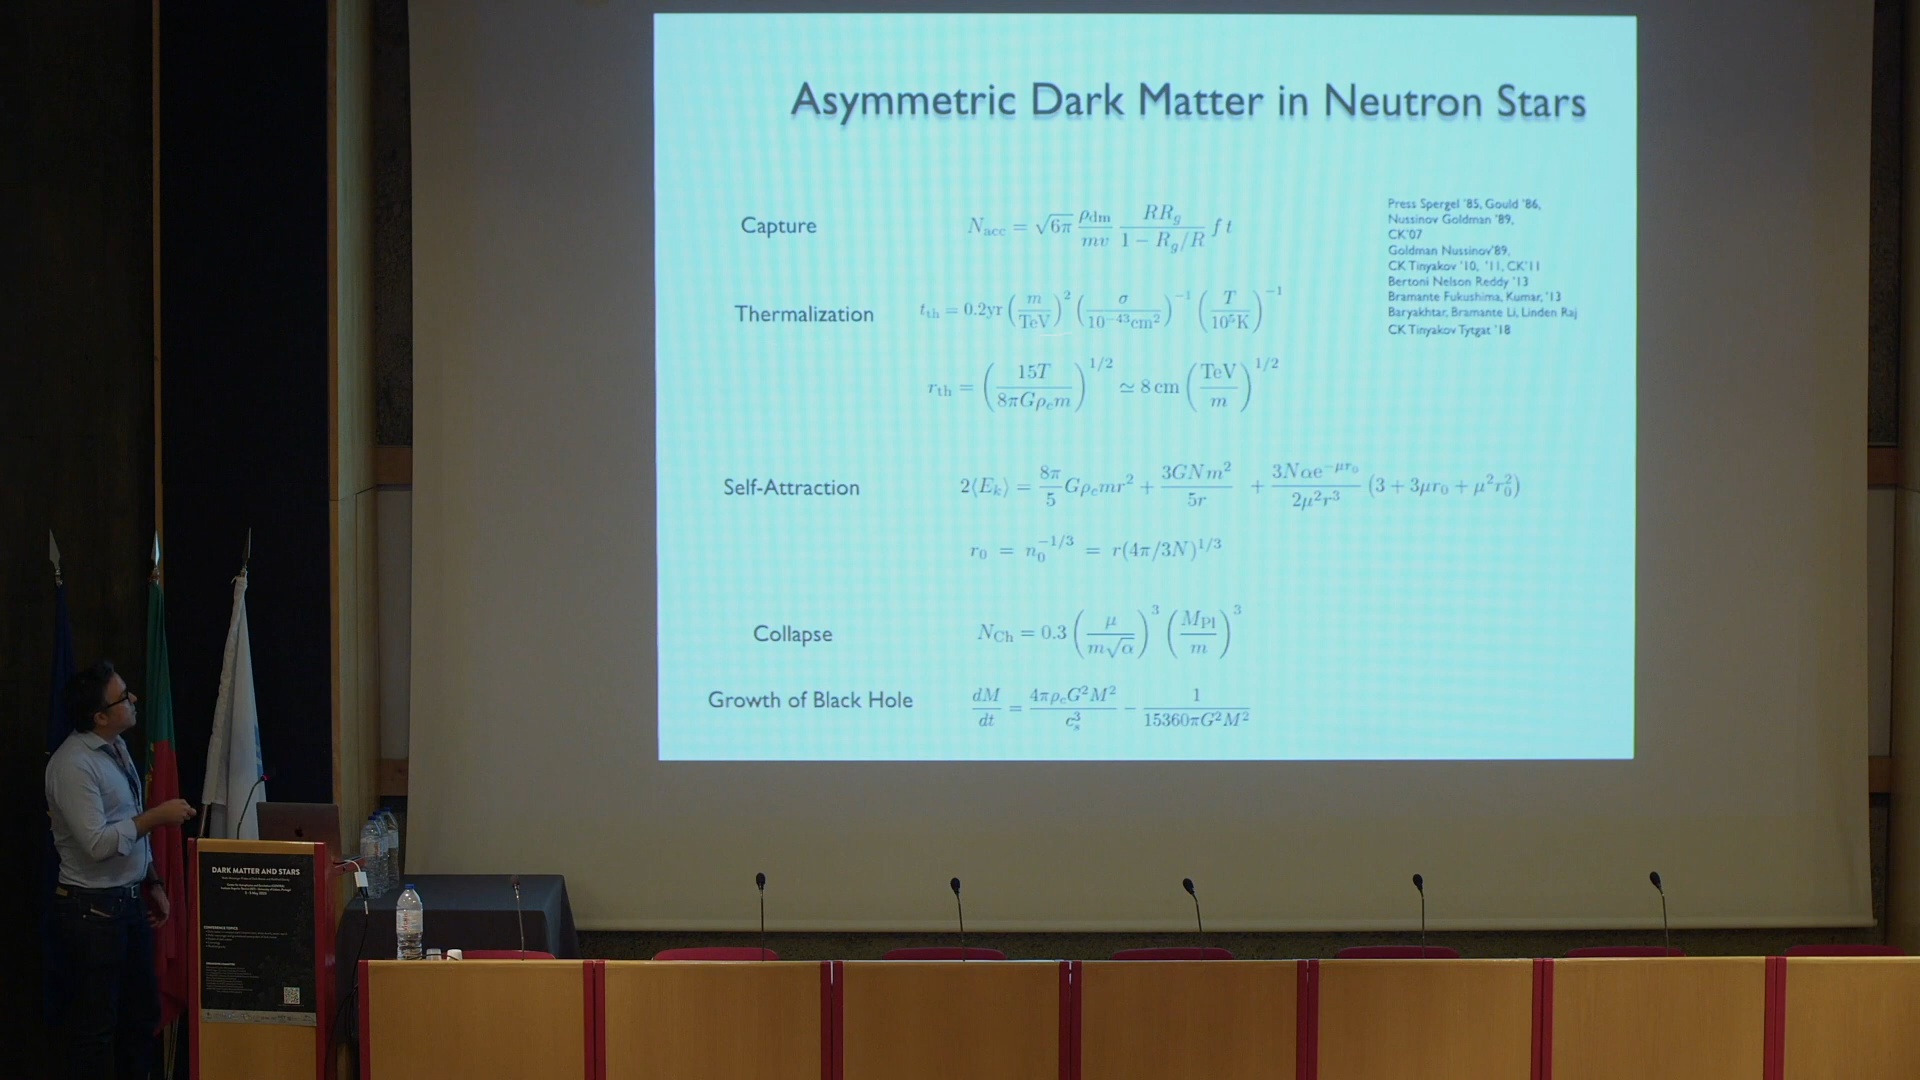 Asymmetric Dark Matter in Neutron Stars
Capture
N_acc = √6π ρ_dm/mv RR_g/(1 − R_g/R) f t
Press Spergel '85, Gould '86,
Nussinov Goldman '89,
CK'07
Goldman Nussinov'89,
CK Tinyakov '10, '11, CK'11
Bertoni Nelson Reddy '13
Bramante Fukushima, Kumar, '13
Baryakhtar, Bramante Li, Linden Raj
CK Tinyakov Tytgat '18
Thermalization
t_th = 0.2yr (m/TeV)^2 (σ/10^−43cm^2)^−1 (T/10^5K)^−1
r_th = (15T/8πGρ_cm)^1/2 ≃ 8 cm (TeV/m)^1/2
Self-Attraction
2⟨E_k⟩ = 8π/5 Gρ_cmr^2 + 3GNm^2/5r + 3Nαe^−μr_0/2μ^2r^3 (3 + 3μr_0 + μ^2r_0^2)
r_0 = n_0^−1/3 = r(4π/3N)^1/3
Collapse
N_Ch = 0.3 (μ/m√α)^3 (M_Pl/m)^3
Growth of Black Hole
dM/dt = 4πρ_cG^2M^2/c_s^3 − 1/15360πG^2M^2
DARK MATTER AND STARS
CONFERENCE TOPICS